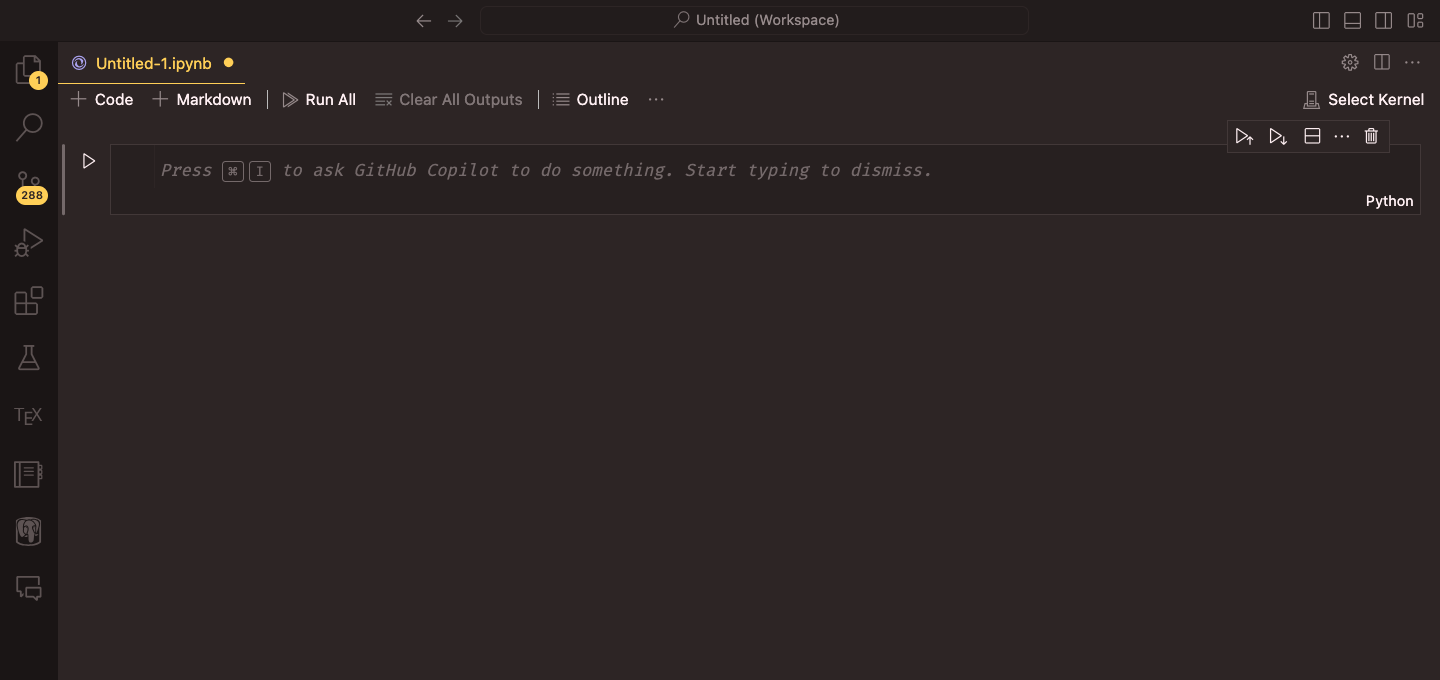 Untitled (Workspace)
Untitled-1.ipynb
1
Code Markdown Run All Clear All Outputs Outline Select Kernel
Press ⌘ I to ask GitHub Copilot to do something. Start typing to dismiss.
288
Python
TEX